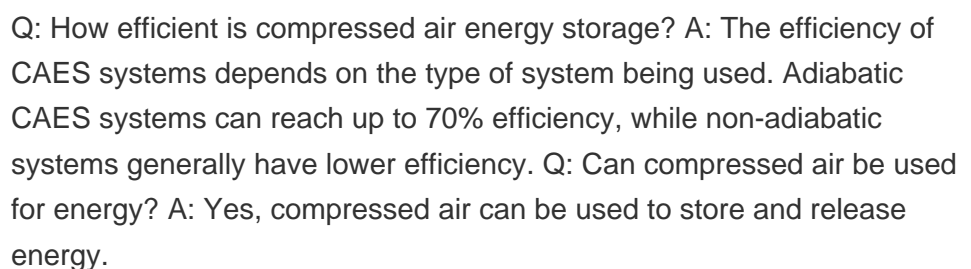 Q: How efficient is compressed air energy storage? A: The efficiency of
CAES systems depends on the type of system being used. Adiabatic
CAES systems can reach up to 70% efficiency, while non-adiabatic
systems generally have lower efficiency. Q: Can compressed air be used
for energy? A: Yes, compressed air can be used to store and release
energy.